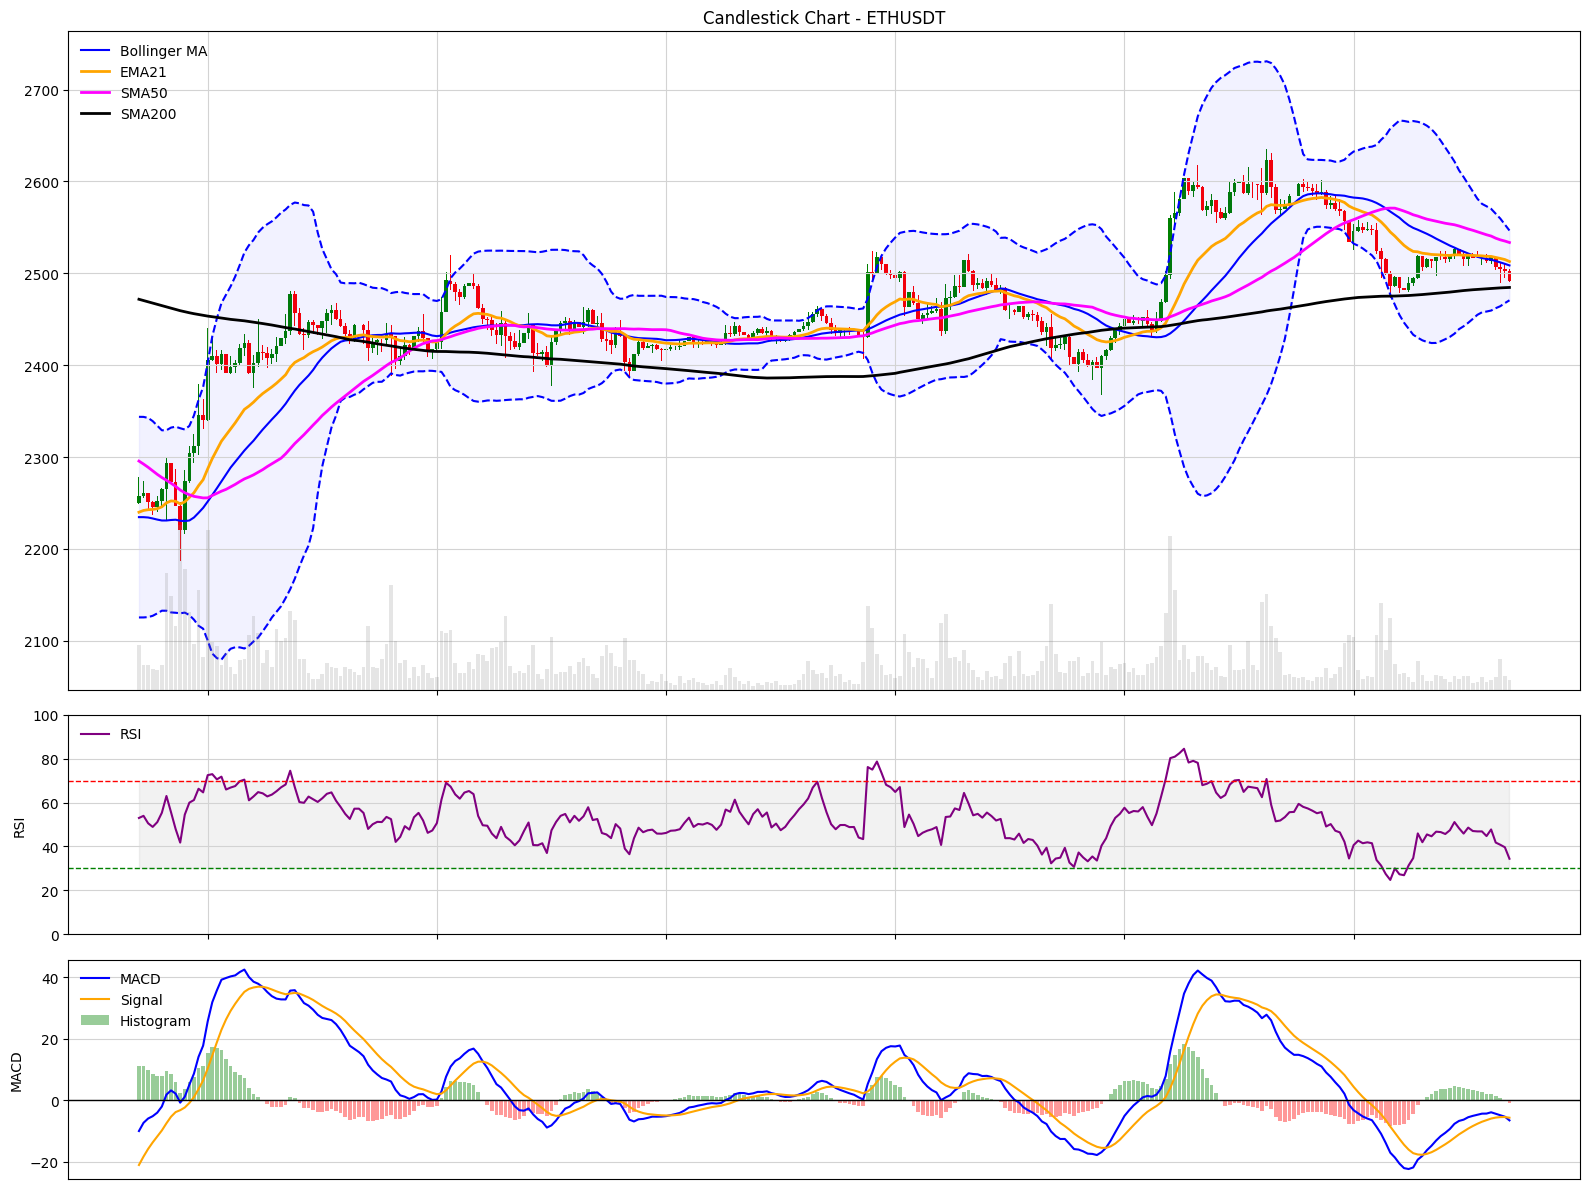 Candlestick Chart - ETHUSDT
Bollinger MA
EMA21
SMA50
SMA200
2700
2600
2500
2400
2300
2200
2100
RSI
RSI
100
80
60
40
20
0
MACD
Signal
Histogram
MACD
40
20
0
−20